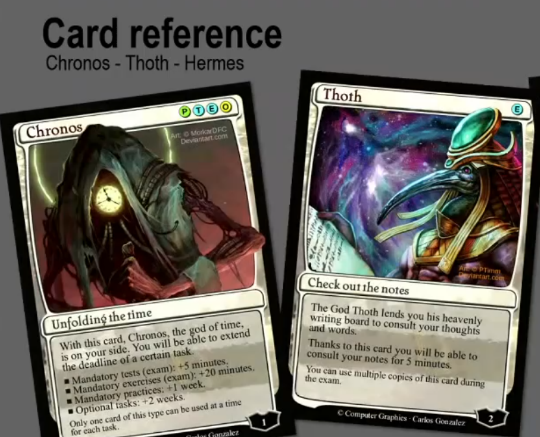 Card reference
Chronos - Thoth - Hermes
Chronos
P T E O
Art: © MiskarDFC
Deviantart.com
Unfolding the time
With this card, Chronos, the god of time,
is on your side. You will be able to extend
the deadline of a certain task.
■ Mandatory tests (exam): +5 minutes.
■ Mandatory exercises (exam): +20 minutes.
■ Mandatory practices: +1 week.
■ Optional tasks: +2 weeks.
Only one card of this type can be used at a time
for each task.
Carlos Gonzalez
1
Thoth
E
Art: © PTimm
Deviantart.com
Check out the notes
The God Thoth lends you his heavenly
writing board to consult your thoughts
and words.
Thanks to this card you will be able to
consult your notes for 5 minutes.
You can use multiple copies of this card during
the exam.
© Computer Graphics - Carlos Gonzalez
2